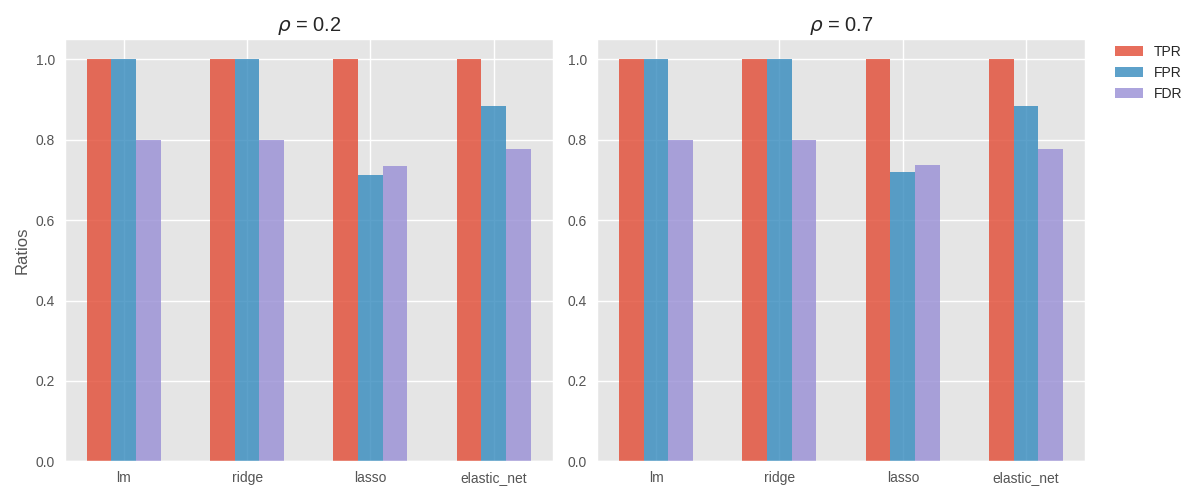 ρ = 0.2
1.0
0.8
0.6
0.4
0.2
0.0
Ratios
lm ridge lasso elastic_net
ρ = 0.7
1.0
0.8
0.6
0.4
0.2
0.0
lm ridge lasso elastic_net
TPR
FPR
FDR